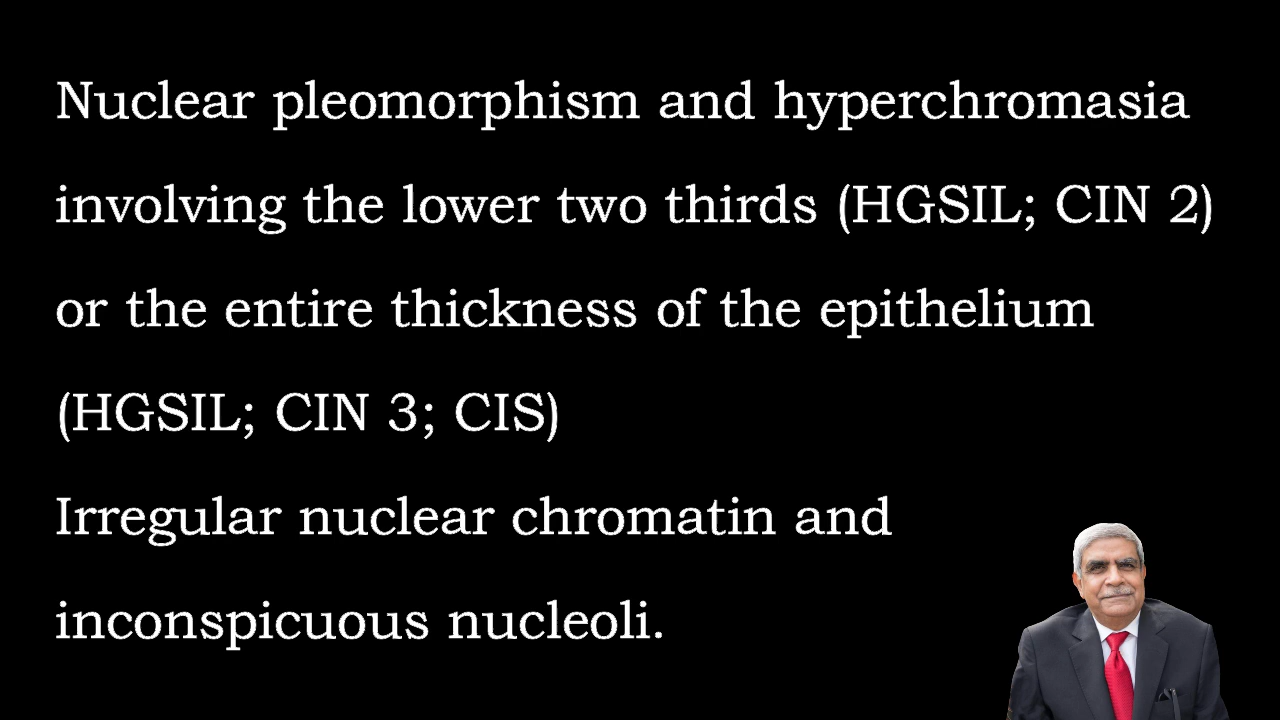 Nuclear pleomorphism and hyperchromasia
involving the lower two thirds (HGSIL; CIN 2)
or the entire thickness of the epithelium
(HGSIL; CIN 3; CIS)
Irregular nuclear chromatin and
inconspicuous nucleoli.